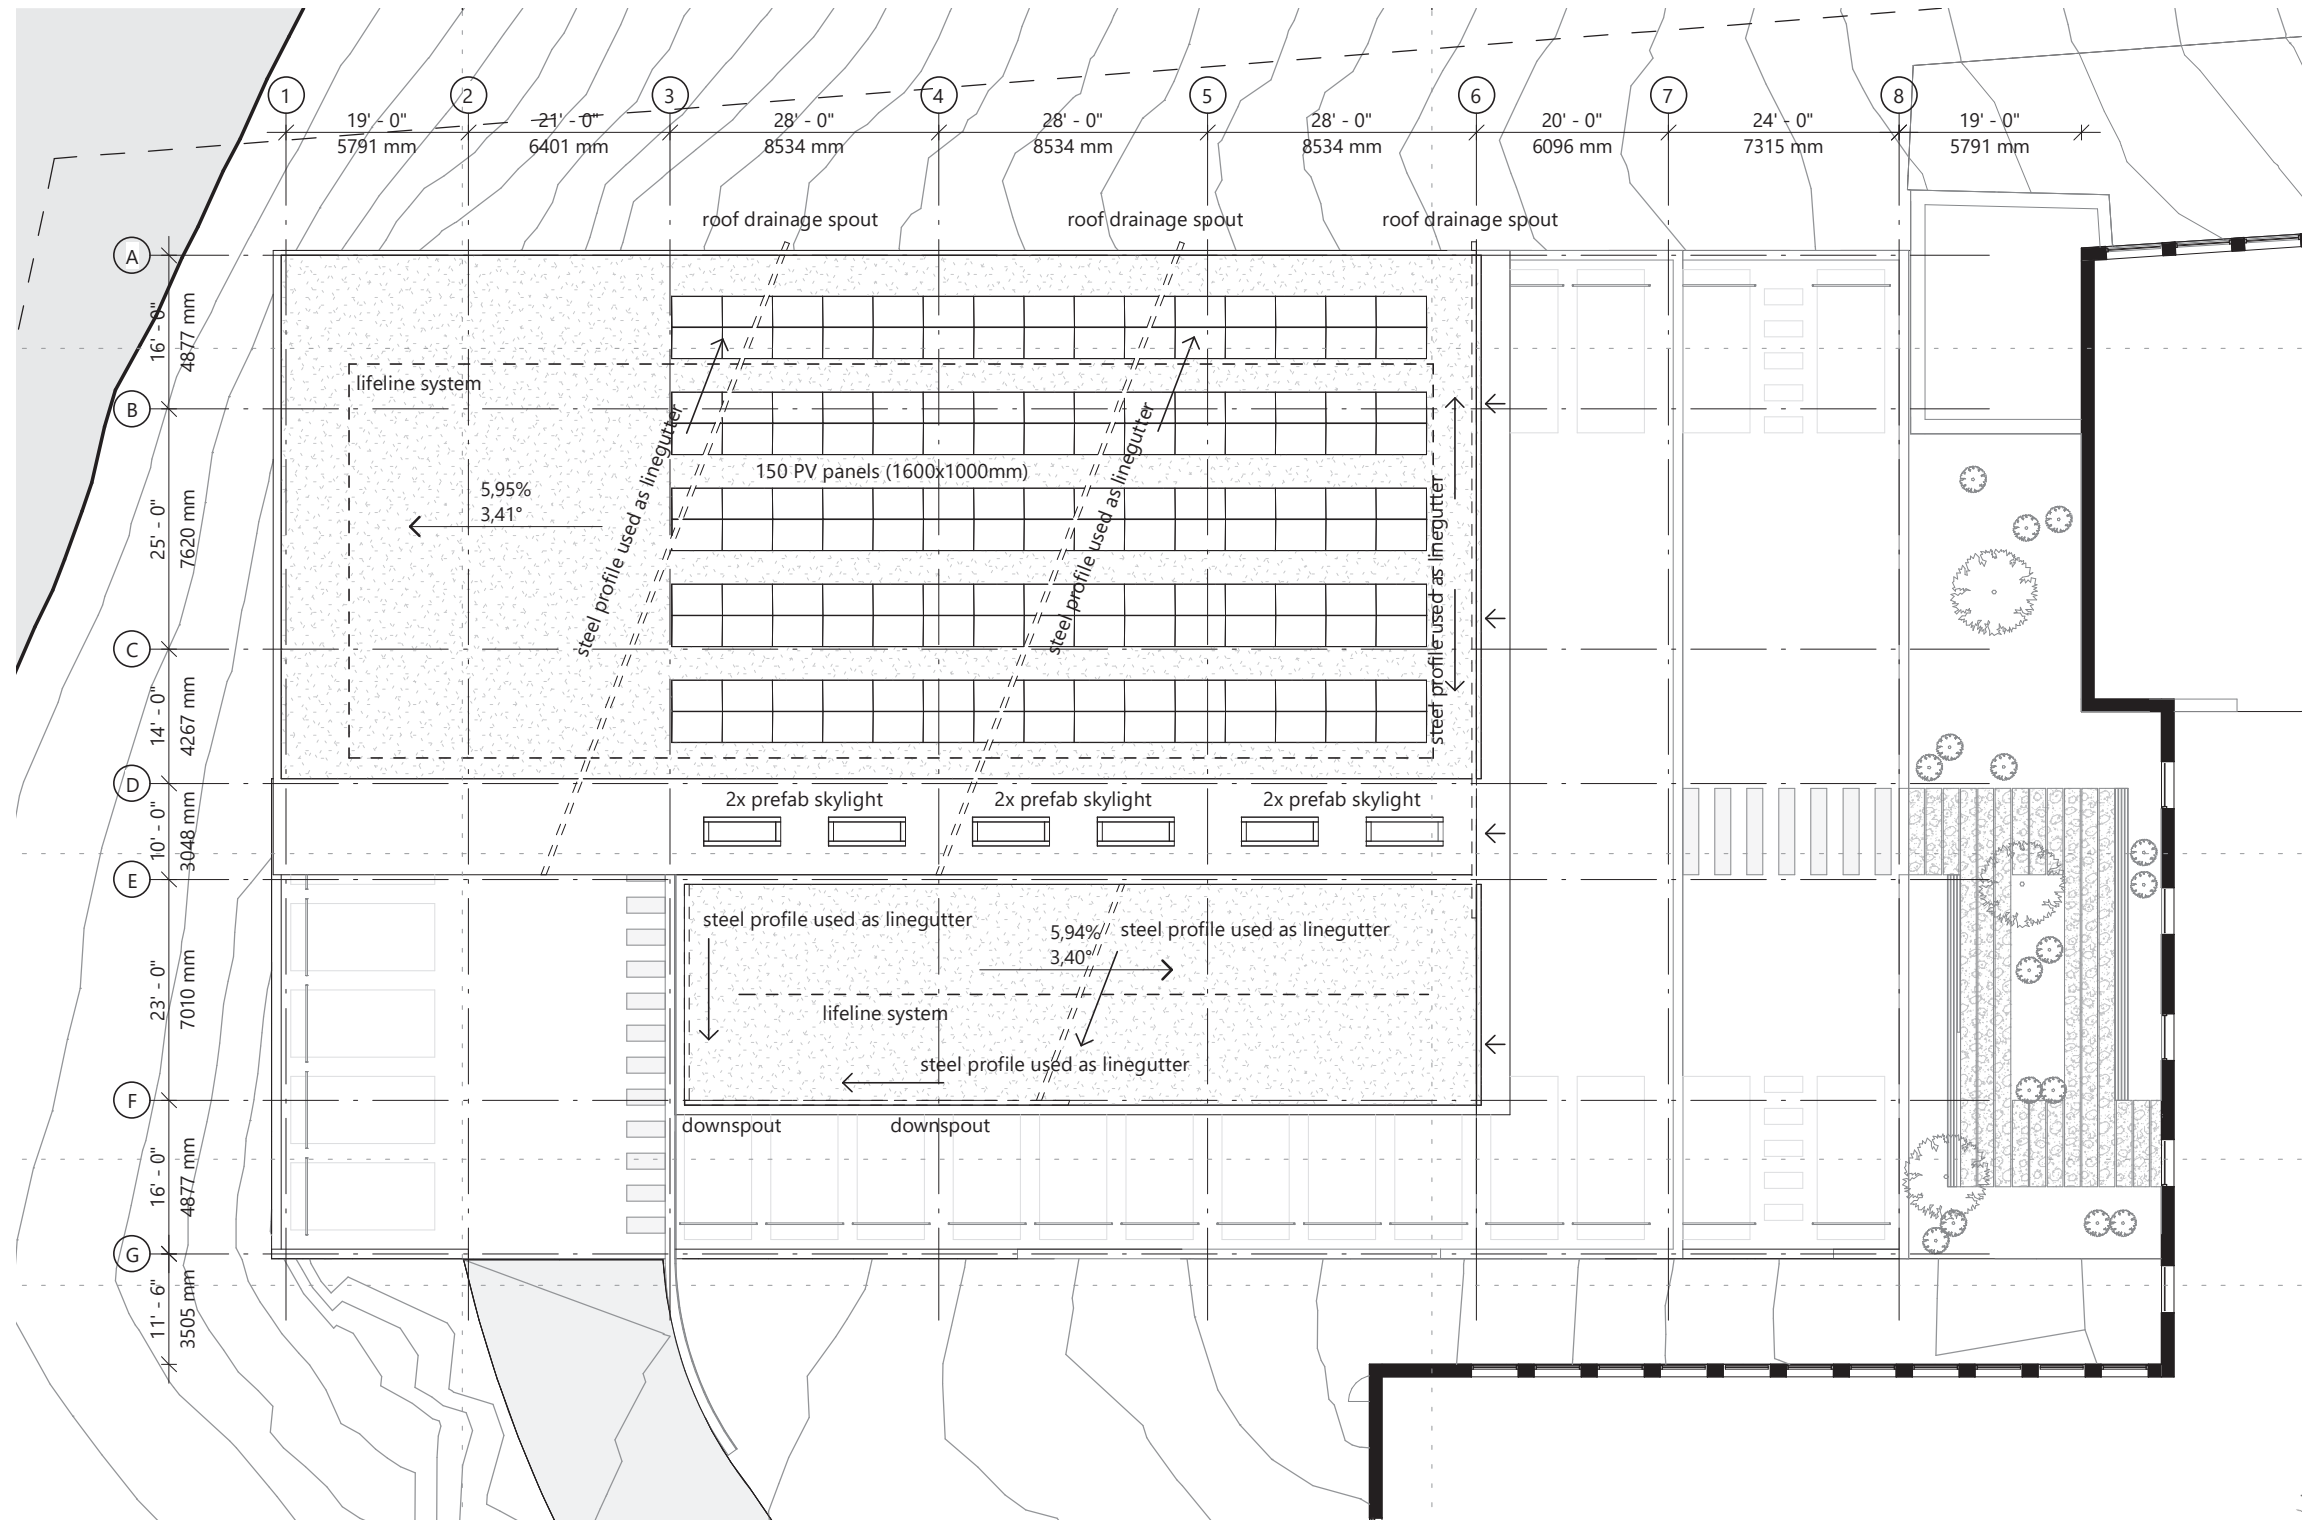 1 2 3 4 5 6 7 8
19' - 0" 21' - 0" 28' - 0" 28' - 0" 28' - 0" 20' - 0" 24' - 0" 19' - 0"
5791 mm 6401 mm 8534 mm 8534 mm 8534 mm 6096 mm 7315 mm 5791 mm
roof drainage spout roof drainage spout roof drainage spout
A
16' - 0"
4877 mm
lifeline system
B
steel profile used as linegutter
steel profile used as linegutter
steel profile used as linegutter
150 PV panels (1600x1000mm)
5,95%
3,41°
25' - 0"
7620 mm
C
14' - 0"
4267 mm
D
2x prefab skylight 2x prefab skylight 2x prefab skylight
10' - 0"
3048 mm
E
steel profile used as linegutter
5,94%
3,40°
steel profile used as linegutter
23' - 0"
7010 mm
lifeline system
steel profile used as linegutter
F
downspout downspout
16' - 0"
4877 mm
G
11' - 6"
3505 mm